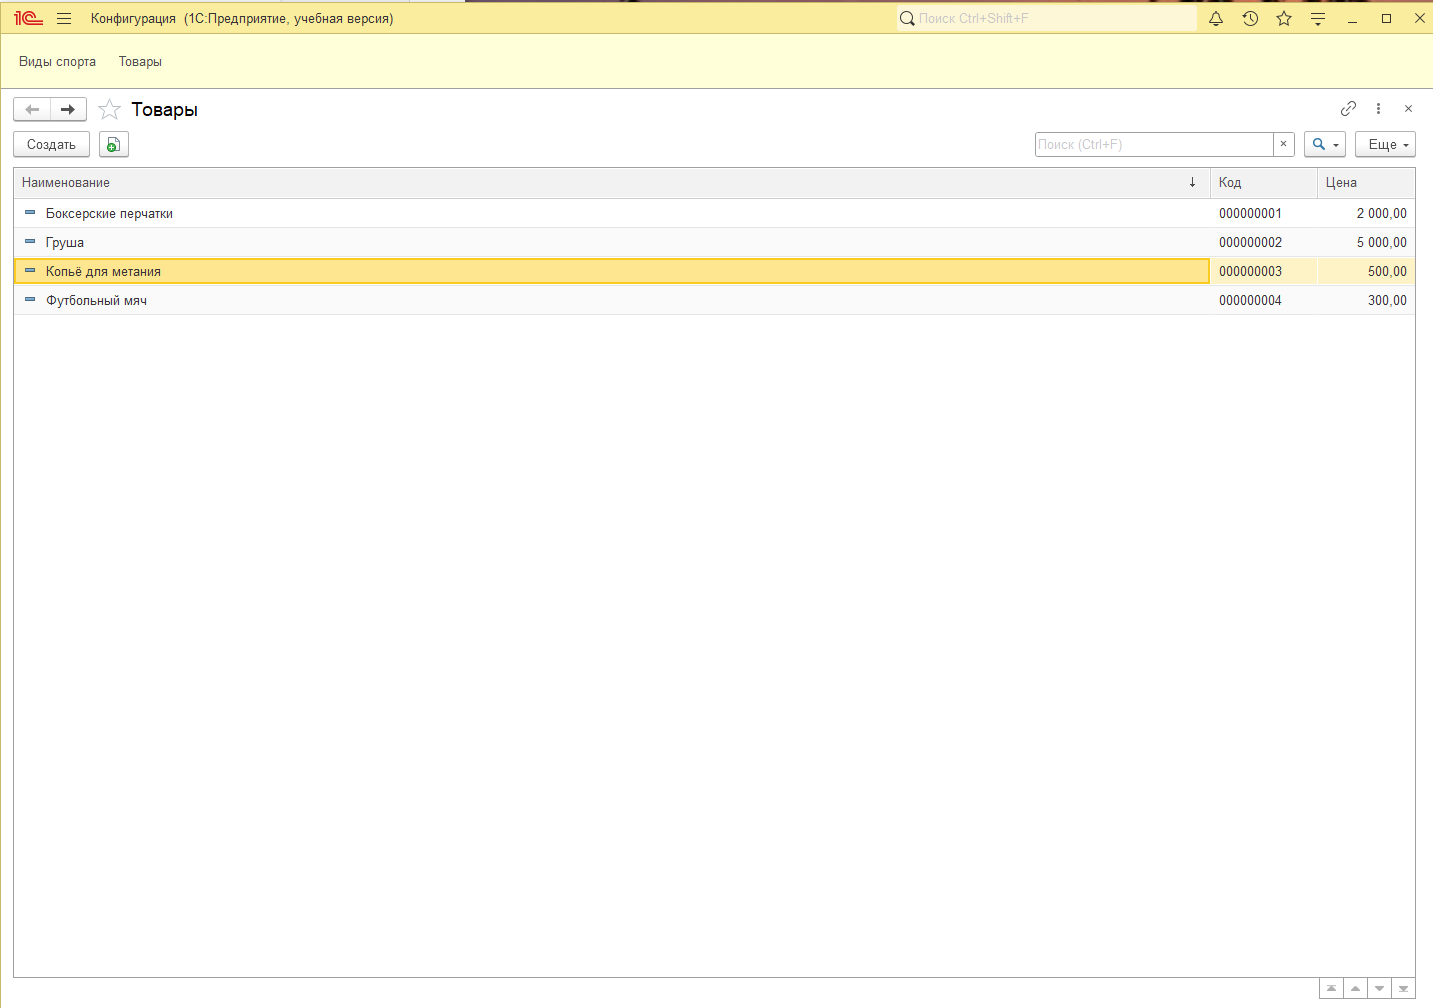 1С Конфигурация (1С:Предприятие, учебная версия) Поиск Ctrl+Shift+F
Виды спорта Товары
Товары
Создать Поиск (Ctrl+F) × Еще
Наименование ↓ Код Цена
Боксерские перчатки 000000001 2 000,00
Груша 000000002 5 000,00
Копьё для метания 000000003 500,00
Футбольный мяч 000000004 300,00